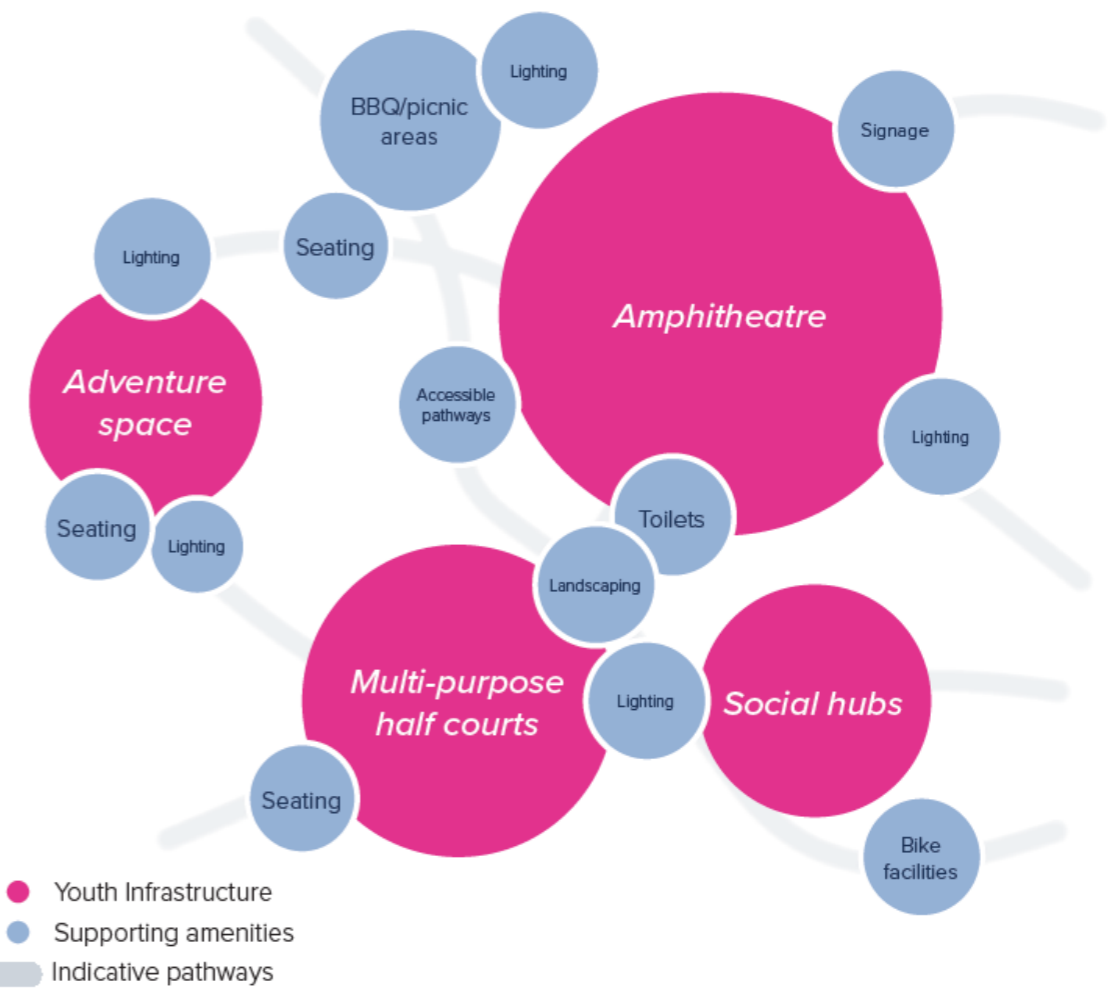 Lighting
BBQ/picnic
areas
Signage
Lighting
Seating
Amphitheatre
Adventure
space
Accessible
pathways
Lighting
Toilets
Seating
Lighting
Landscaping
Multi-purpose
half courts
Lighting
Social hubs
Seating
Bike
facilities
Youth Infrastructure
Supporting amenities
Indicative pathways